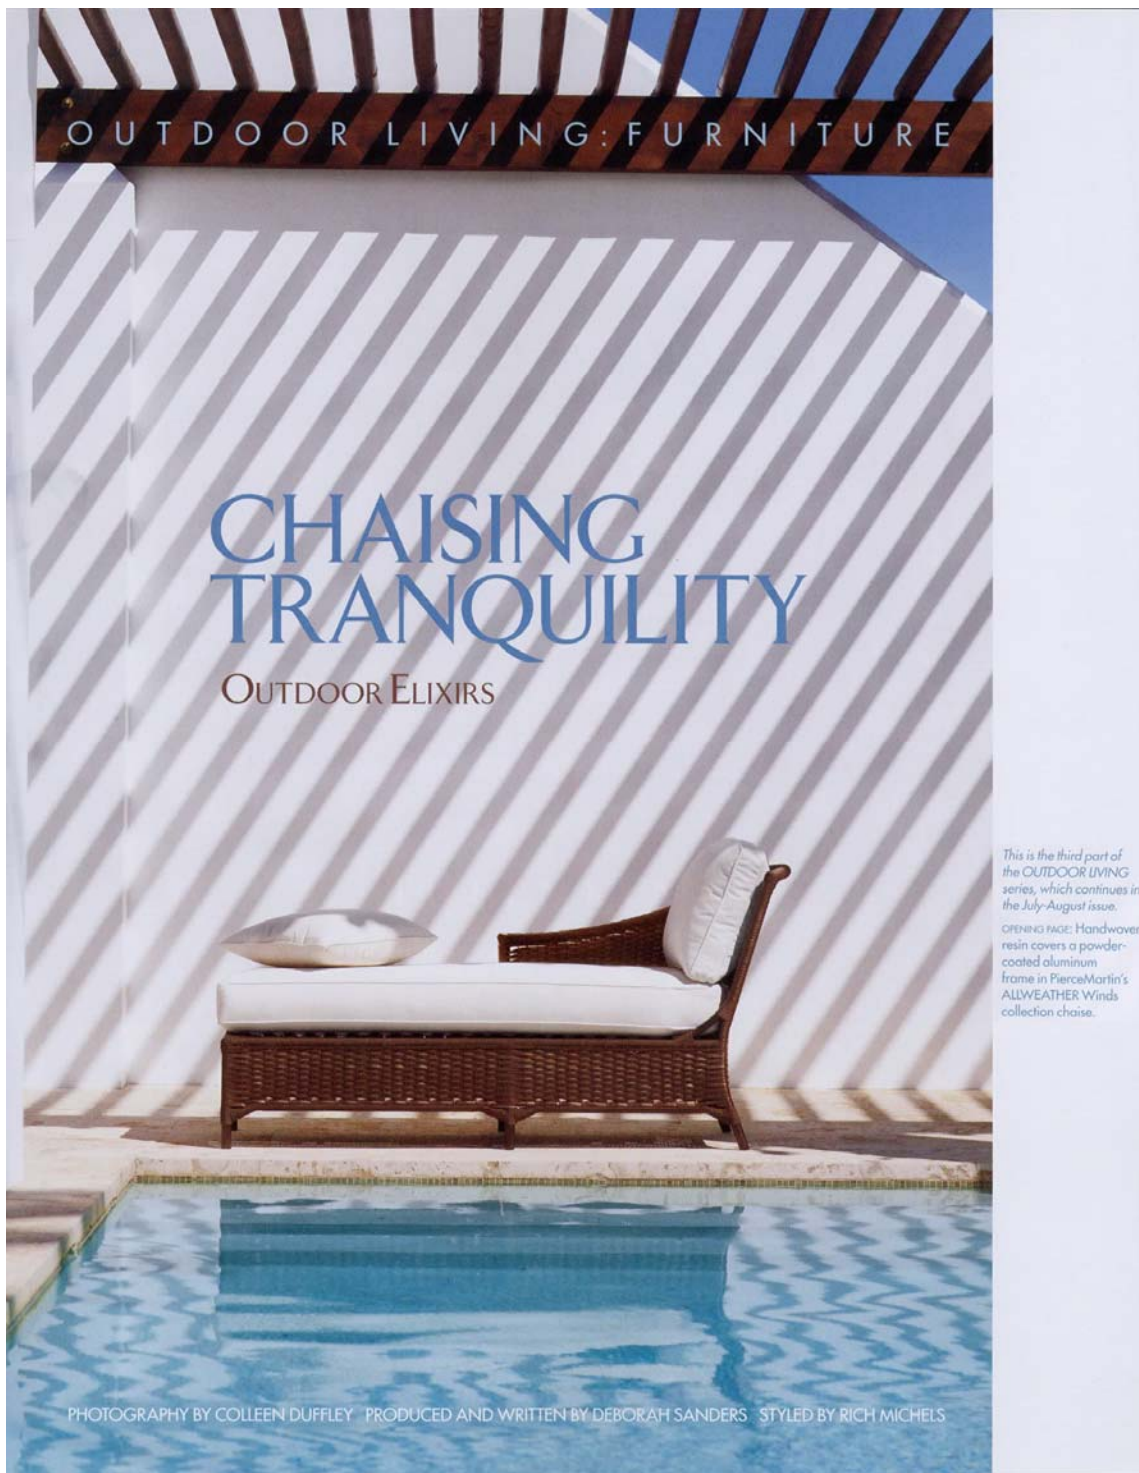 OUTDOOR LIVING: FURNITURE
CHAISING
TRANQUILITY
OUTDOOR ELIXIRS
This is the third part of
the OUTDOOR LIVING
series, which continues in
the July-August issue.
OPENING PAGE: Handwoven
resin covers a powder-
coated aluminum
frame in PierceMartin's
ALLWEATHER Winds
collection chaise.
PHOTOGRAPHY BY COLLEEN DUFFLEY PRODUCED AND WRITTEN BY DEBORAH SANDERS STYLED BY RICH MICHELS